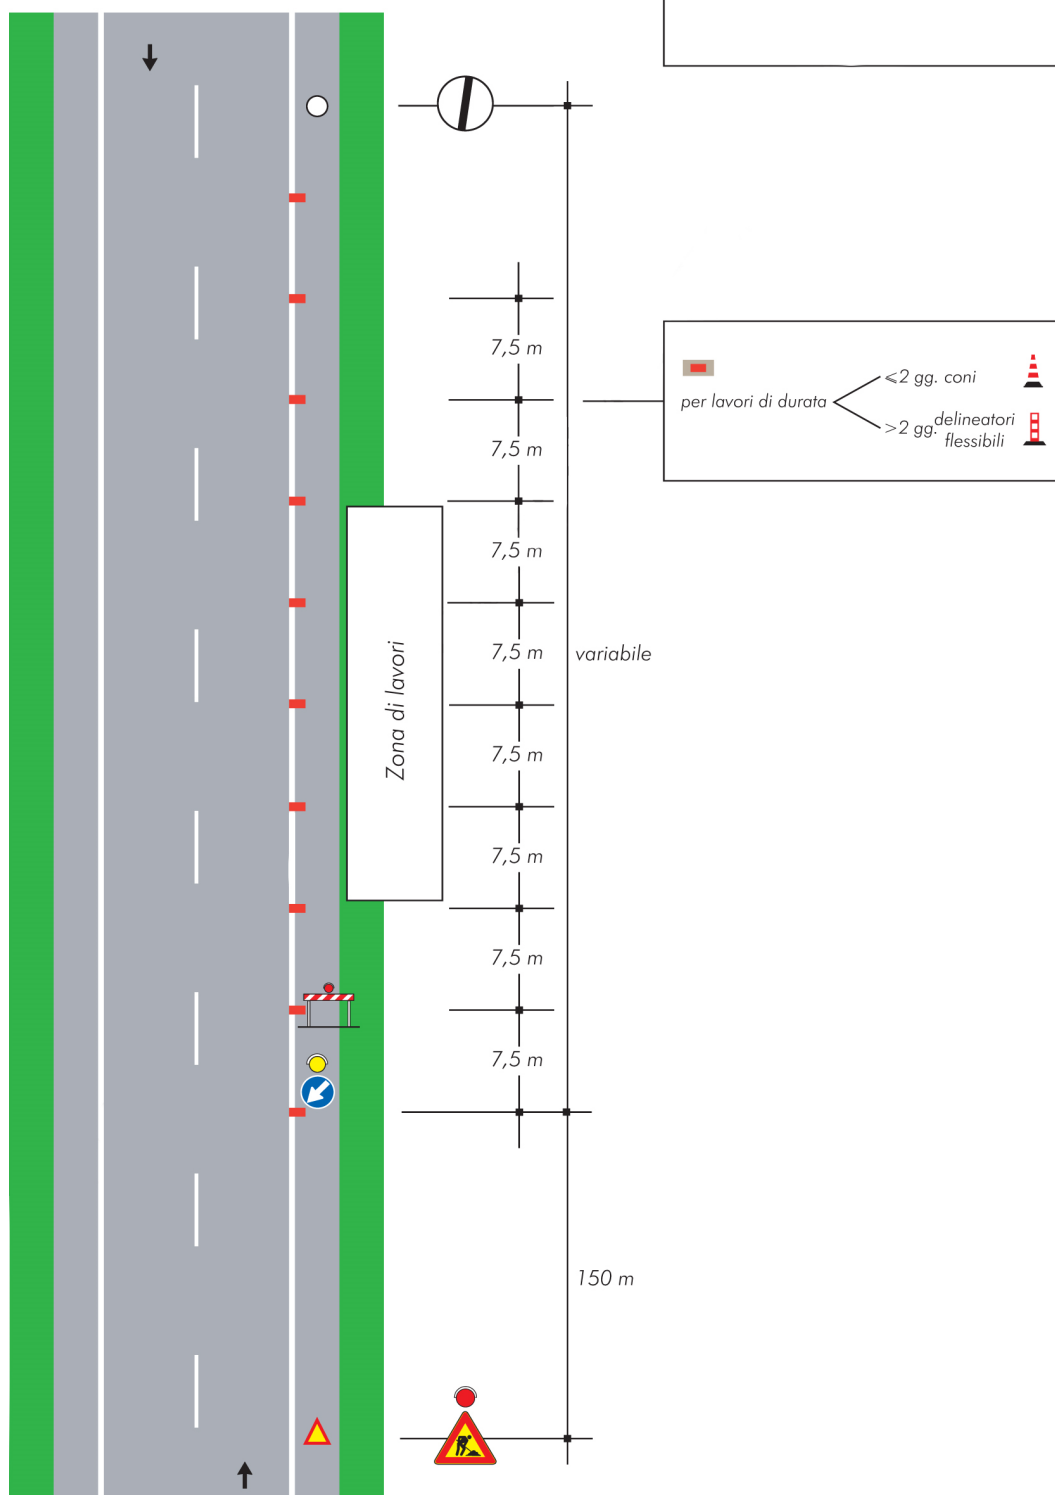 7,5 m
per lavori di durata
⩽2 gg. coni
>2 gg. delineatori
flessibili
7,5 m
7,5 m
Zona di lavori
7,5 m
variabile
7,5 m
7,5 m
7,5 m
7,5 m
150 m